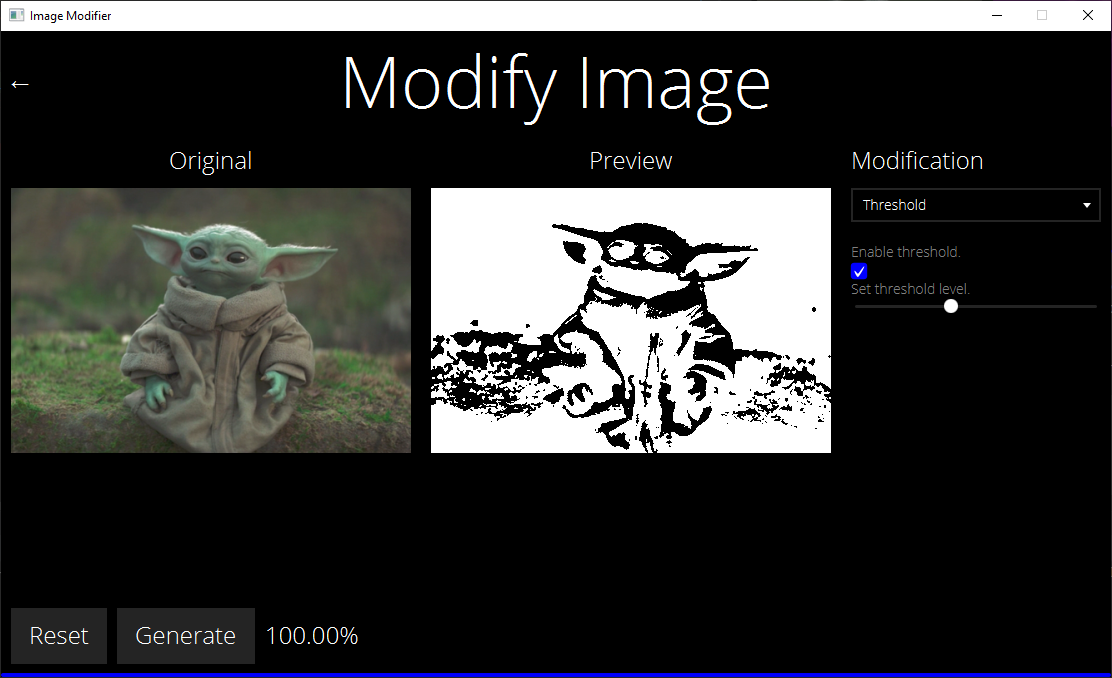 Image Modifier
←
Modify Image
Original
Preview
Modification
Threshold
Enable threshold.
Set threshold level.
Reset
Generate
100.00%